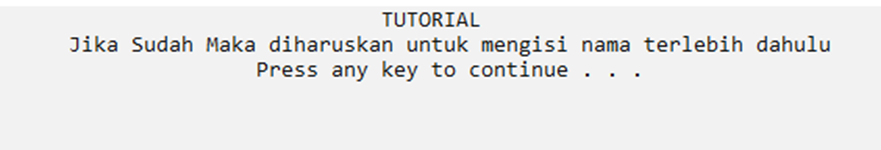 TUTORIAL
Jika Sudah Maka diharuskan untuk mengisi nama terlebih dahulu
Press any key to continue . . .